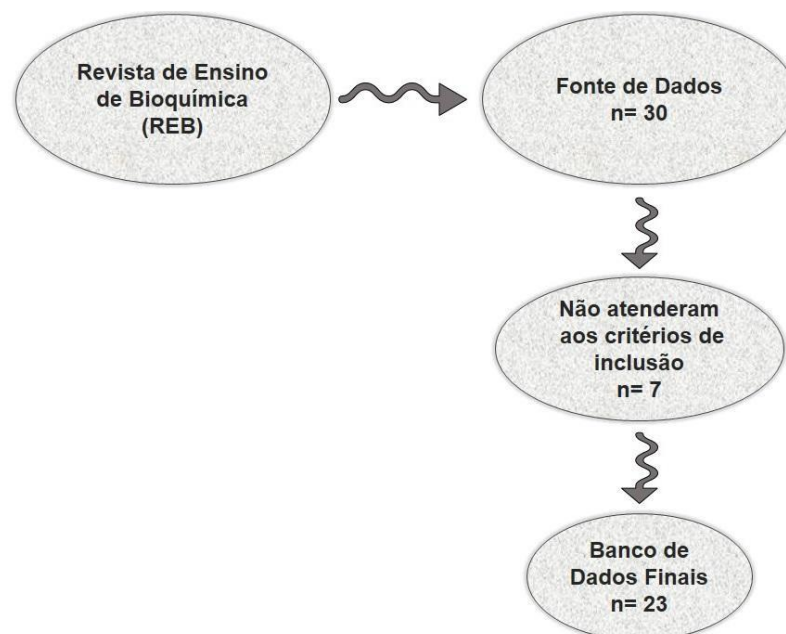 Revista de Ensino
de Bioquímica
(REB)
Fonte de Dados
n= 30
Não atenderam
aos critérios de
inclusão
n= 7
Banco de
Dados Finais
n= 23